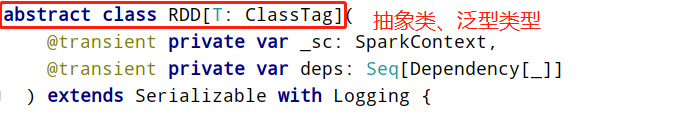 abstract class RDD[T: ClassTag]( 抽象类、泛型类型
@transient private var _sc: SparkContext,
@transient private var deps: Seq[Dependency[_]]
) extends Serializable with Logging {